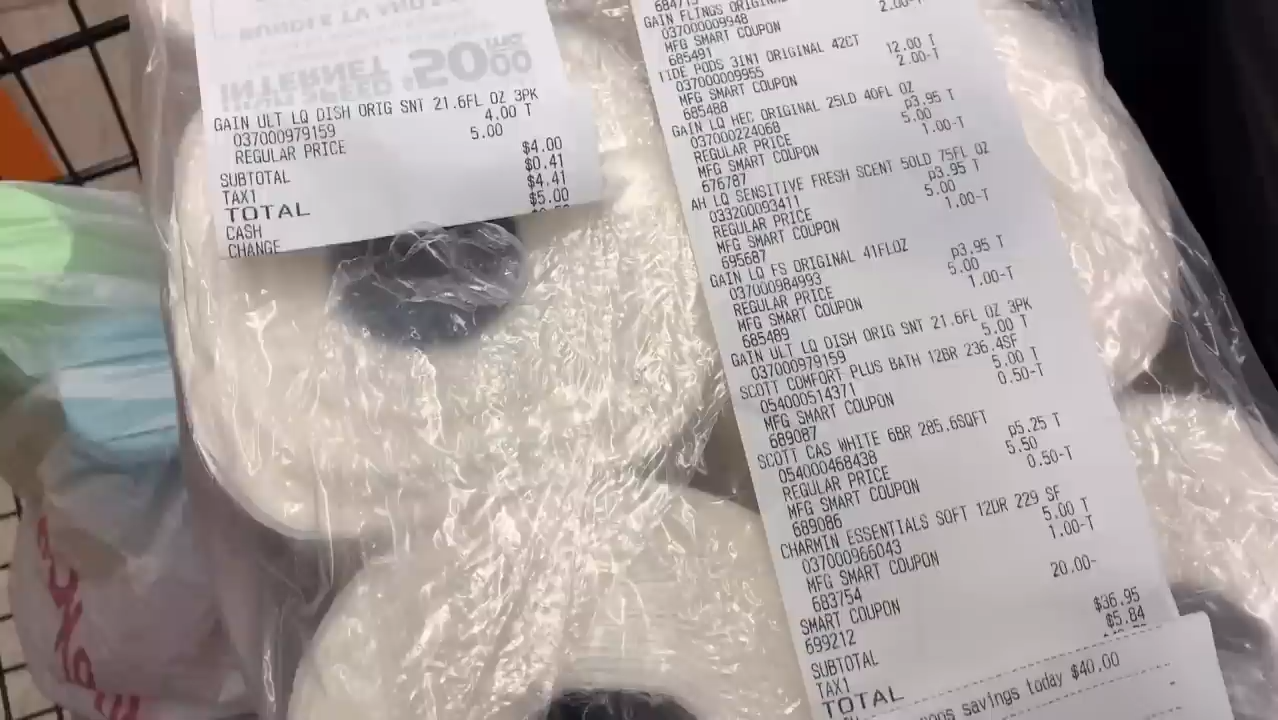 INTERNET
$50.00
GAIN ULT LQ DISH ORIG SNT 21.6FL OZ 3PK
037000979159 4.00 T
REGULAR PRICE 5.00
SUBTOTAL $4.00
TAX1 $0.41
TOTAL $4.41
CASH $5.00
CHANGE
GAIN FLINGS
037000009948
MFG SMART COUPON
685491
TIDE PODS 3IN1 ORIGINAL 42CT
037000009955 12.00 T
MFG SMART COUPON 2.00-T
685488
GAIN LQ HEC ORIGINAL 25LD 40FL OZ
037000224068 p3.95 T
REGULAR PRICE 5.00
MFG SMART COUPON 1.00-T
676787
AH LQ SENSITIVE FRESH SCENT 50LD 75FL OZ
033200093411 p3.95 T
REGULAR PRICE 5.00
MFG SMART COUPON 1.00-T
695687
GAIN LQ FS ORIGINAL 41FLOZ
037000984993 p3.95 T
REGULAR PRICE 5.00
MFG SMART COUPON 1.00-T
685489
GAIN ULT LQ DISH ORIG SNT 21.6FL OZ 3PK
037000979159 5.00 T
SCOTT COMFORT PLUS BATH 12BR 236.4SF
054000514371 5.00 T
MFG SMART COUPON 0.50-T
689087
SCOTT CAS WHITE 6BR 285.6SQFT
054000468438 p5.25 T
REGULAR PRICE 5.50
MFG SMART COUPON 0.50-T
689086
CHARMIN ESSENTIALS SOFT 12DR 229 SF
037000966043 5.00 T
MFG SMART COUPON 1.00-T
683754
SMART COUPON 20.00-
699212
SUBTOTAL $36.95
TAX1 $5.84
TOTAL
savings today $40.00